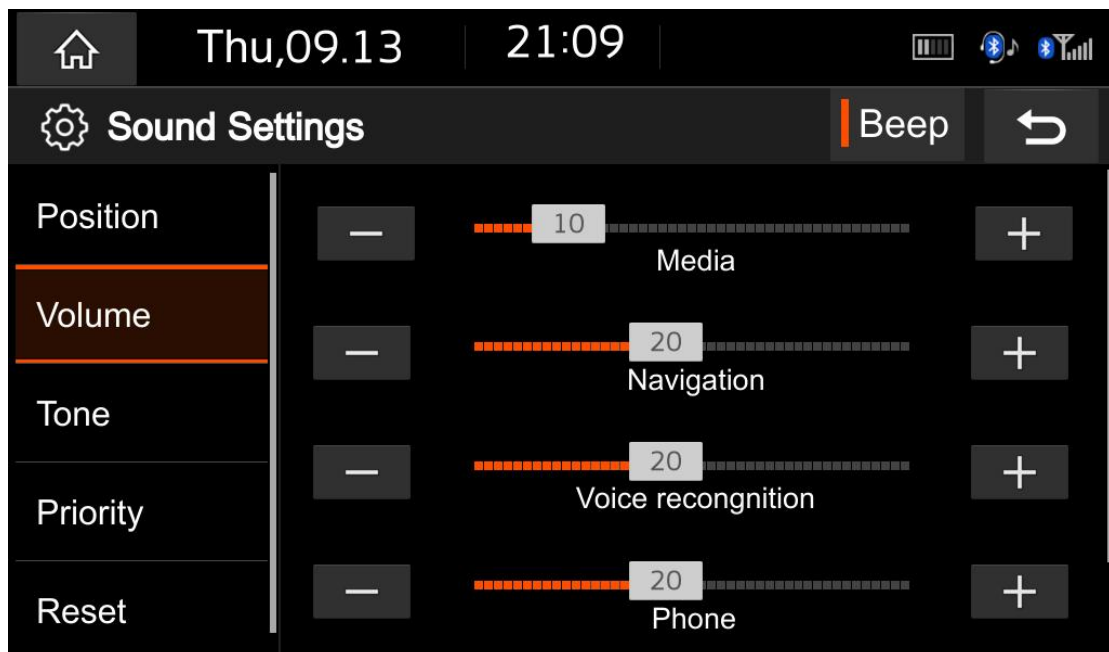 Thu,09.13 21:09
Sound Settings Beep
Position
Volume
Tone
Priority
Reset
10
Media
20
Navigation
20
Voice recongnition
20
Phone